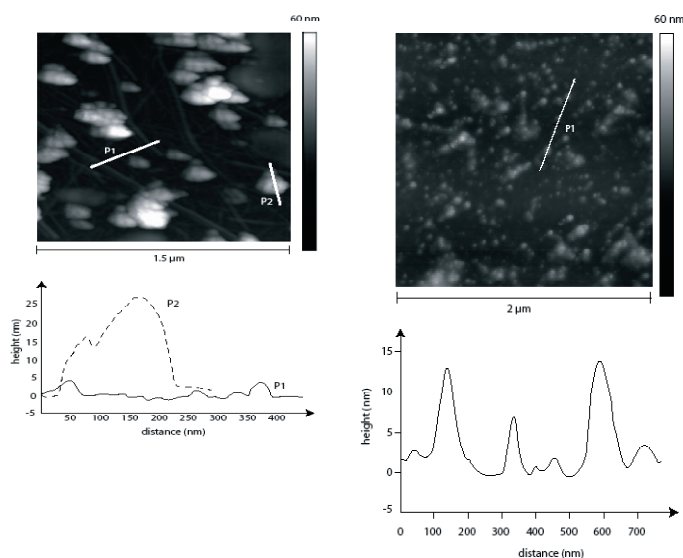 60 nm
P1
P2
1.5 µm
60 nm
P1
2 µm
height (nm)
25
20
15
10
5
0
-5
P2
P1
50 100 150 200 250 300 350 400
distance (nm)
height (nm)
15
10
5
0
-5
0 100 200 300 400 500 600 700
distance (nm)